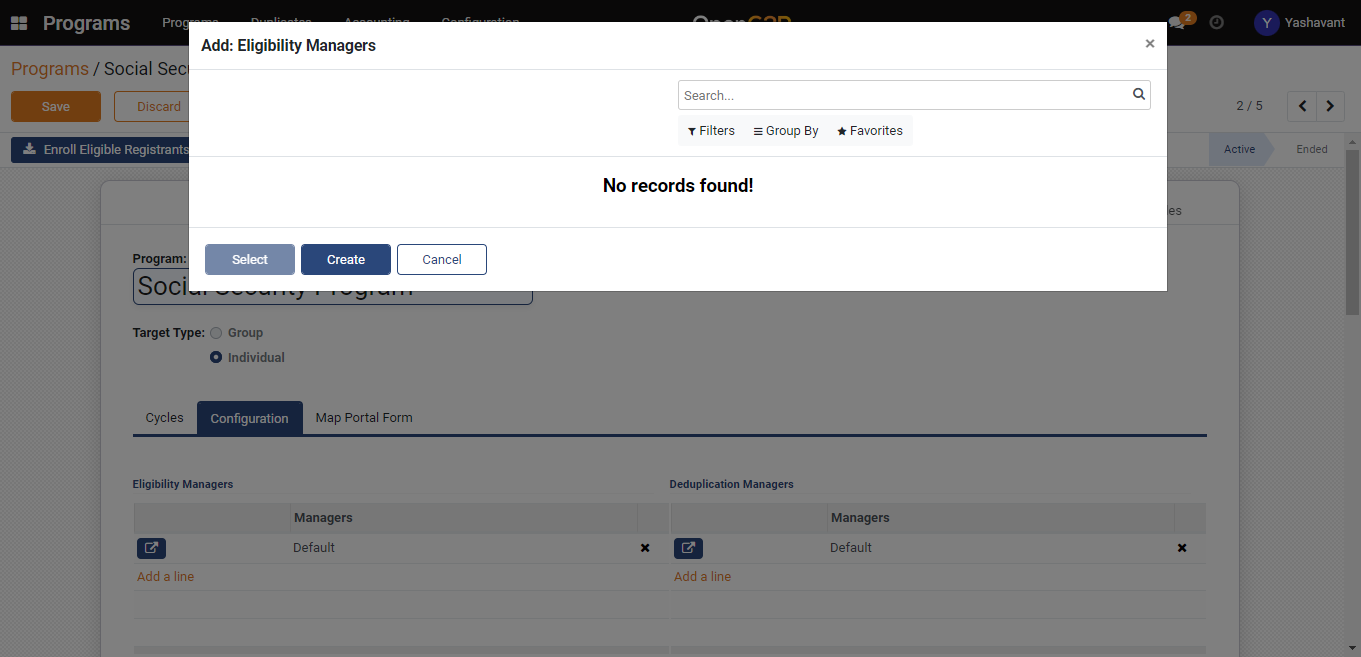 Programs Programs Duplicates Accounting Configuration OpenG2P 2 Y Yashavant
Add: Eligibility Managers ×
Programs / Social Sec
Search...
Save Discard 2 / 5
Filters Group By Favorites
Enroll Eligible Registrants Active Ended
No records found!
es
Program:
Select Create Cancel
Social Security Program
Target Type: Group
Individual
Cycles Configuration Map Portal Form
Eligibility Managers Deduplication Managers
Managers Managers
Default Default
Add a line Add a line